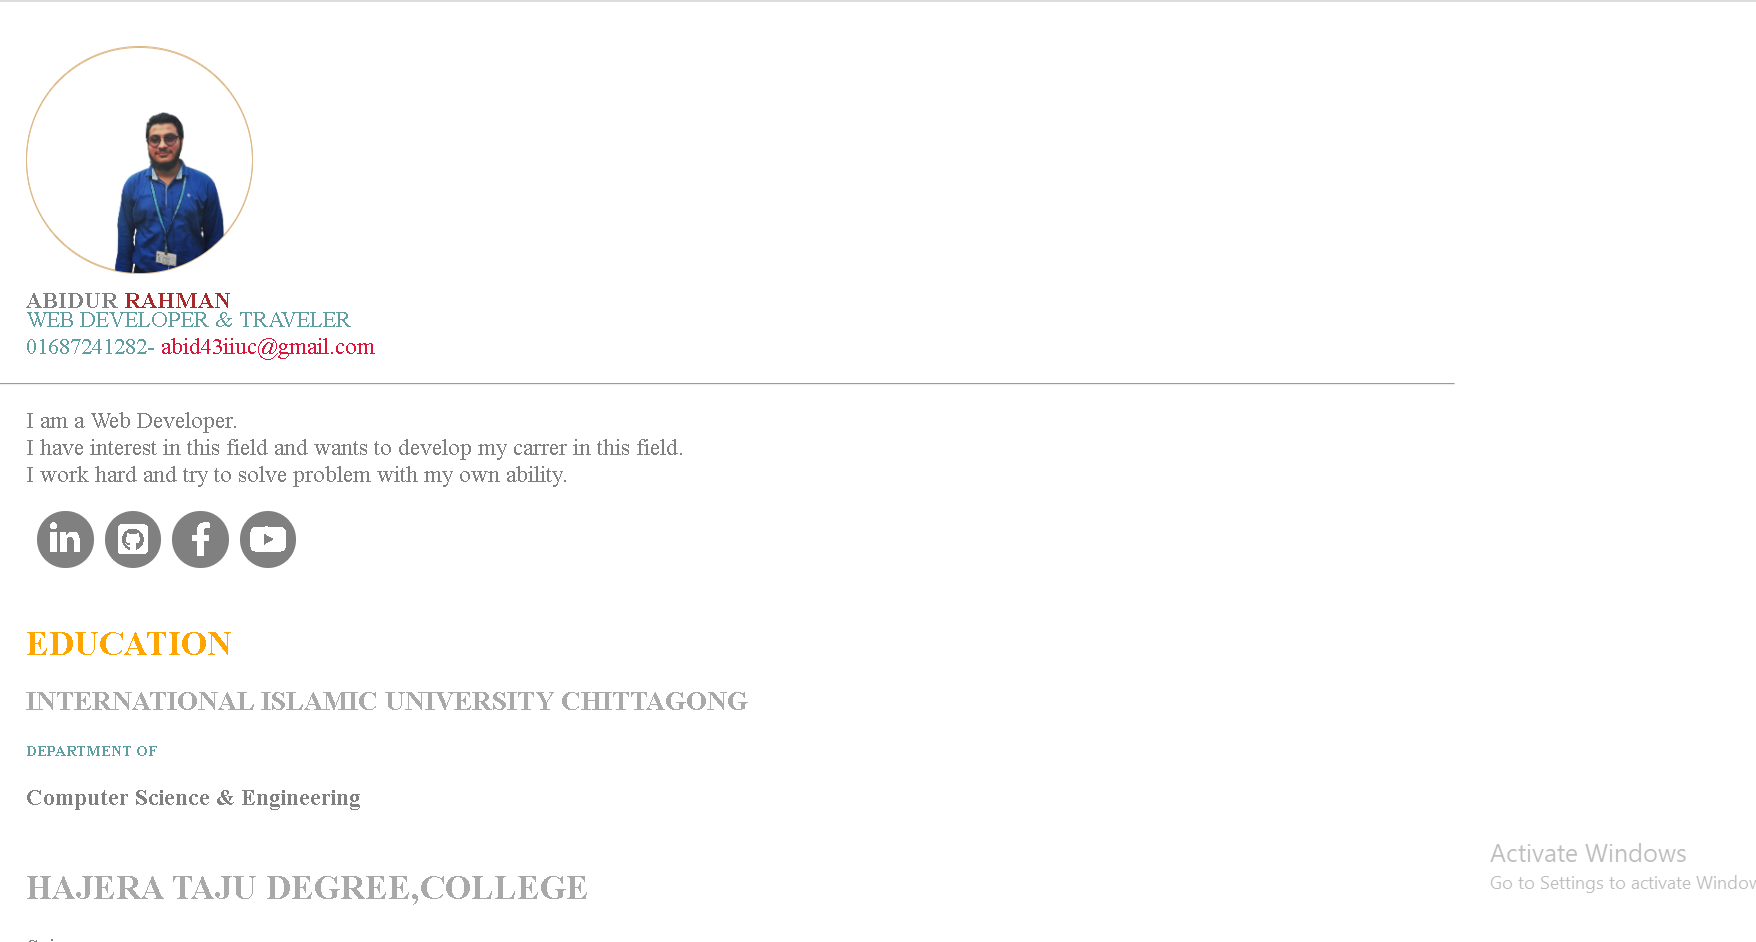 ABIDUR RAHMAN
WEB DEVELOPER & TRAVELER
01687241282- abid43iiuc@gmail.com
I am a Web Developer.
I have interest in this field and wants to develop my carrer in this field.
I work hard and try to solve problem with my own ability.
in
EDUCATION
INTERNATIONAL ISLAMIC UNIVERSITY CHITTAGONG
DEPARTMENT OF
Computer Science & Engineering
HAJERA TAJU DEGREE,COLLEGE
Activate Windows
Go to Settings to activate Window